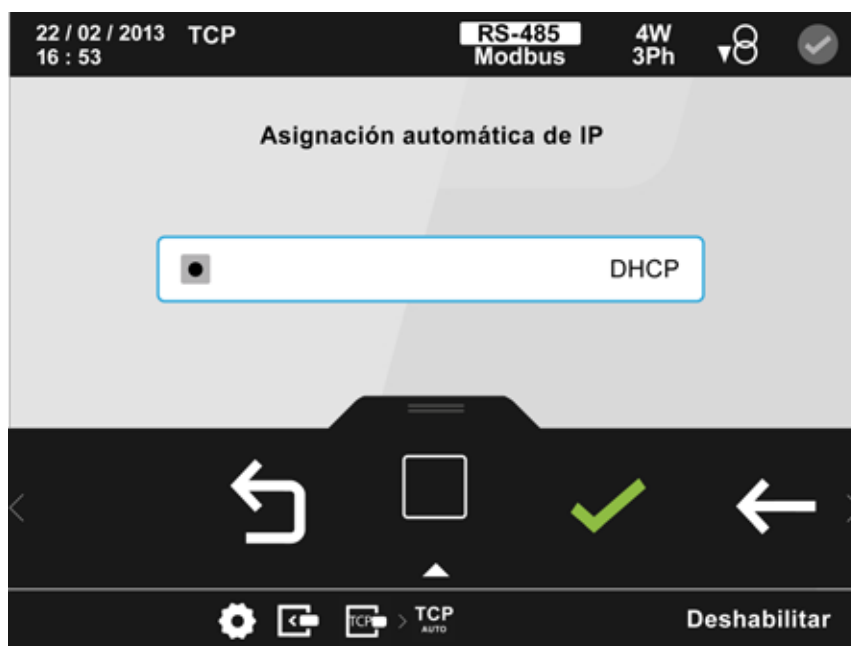 22 / 02 / 2013 TCP RS-485 4W
16 : 53 Modbus 3Ph
Asignación automática de IP
DHCP
TCP > TCP
AUTO
Deshabilitar